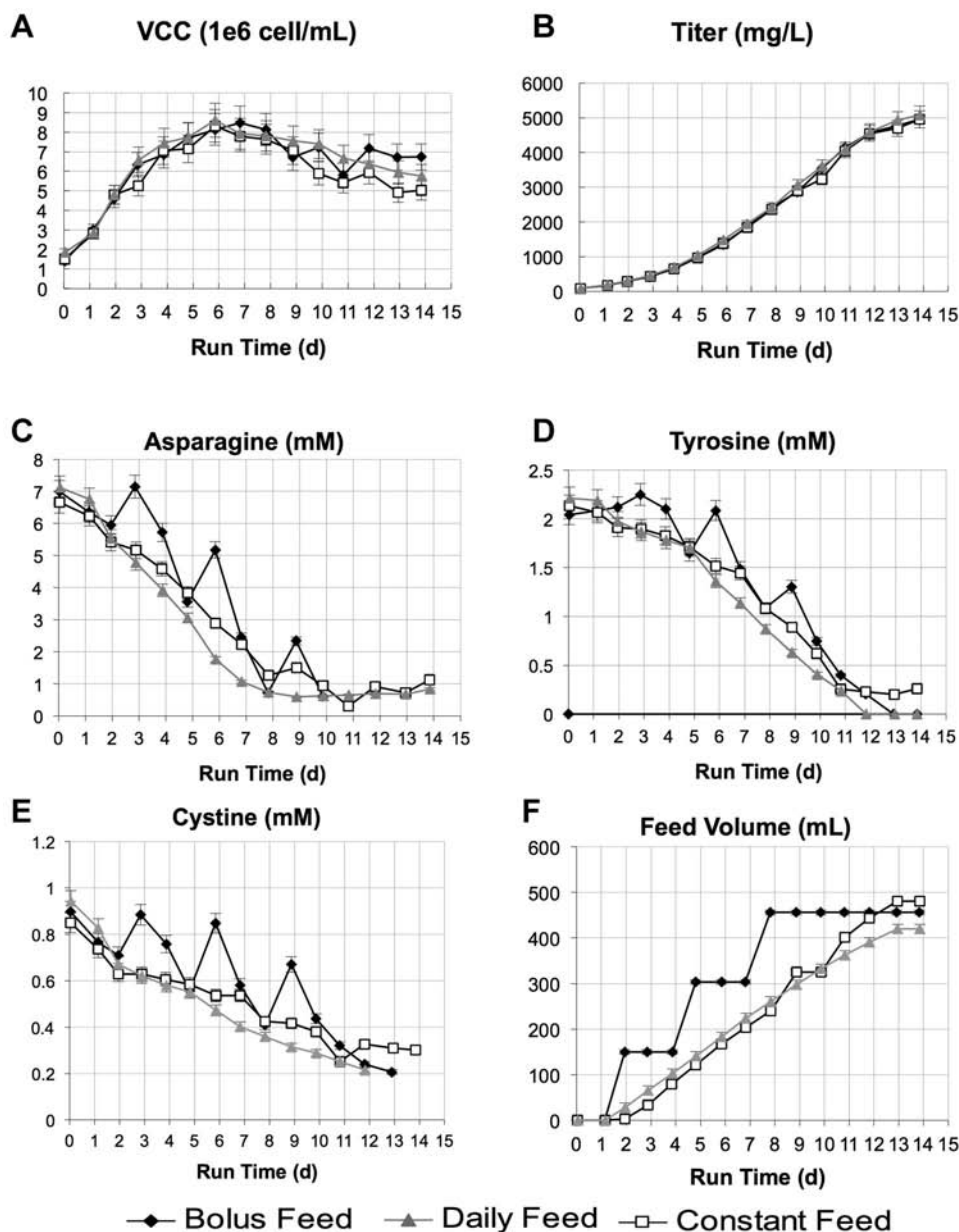 A
VCC (1e6 cell/mL)
10
9
8
7
6
5
4
3
2
1
0
0 1 2 3 4 5 6 7 8 9 10 11 12 13 14 15
Run Time (d)
B
Titer (mg/L)
6000
5000
4000
3000
2000
1000
0
0 1 2 3 4 5 6 7 8 9 10 11 12 13 14 15
Run Time (d)
C
Asparagine (mM)
8
7
6
5
4
3
2
1
0
0 1 2 3 4 5 6 7 8 9 10 11 12 13 14 15
Run Time (d)
D
Tyrosine (mM)
2.5
2
1.5
1
0.5
0
0 1 2 3 4 5 6 7 8 9 10 11 12 13 14 15
Run Time (d)
E
Cystine (mM)
1.2
1
0.8
0.6
0.4
0.2
0
0 1 2 3 4 5 6 7 8 9 10 11 12 13 14 15
Run Time (d)
F
Feed Volume (mL)
600
500
400
300
200
100
0
0 1 2 3 4 5 6 7 8 9 10 11 12 13 14 15
Run Time (d)
Bolus Feed Daily Feed Constant Feed